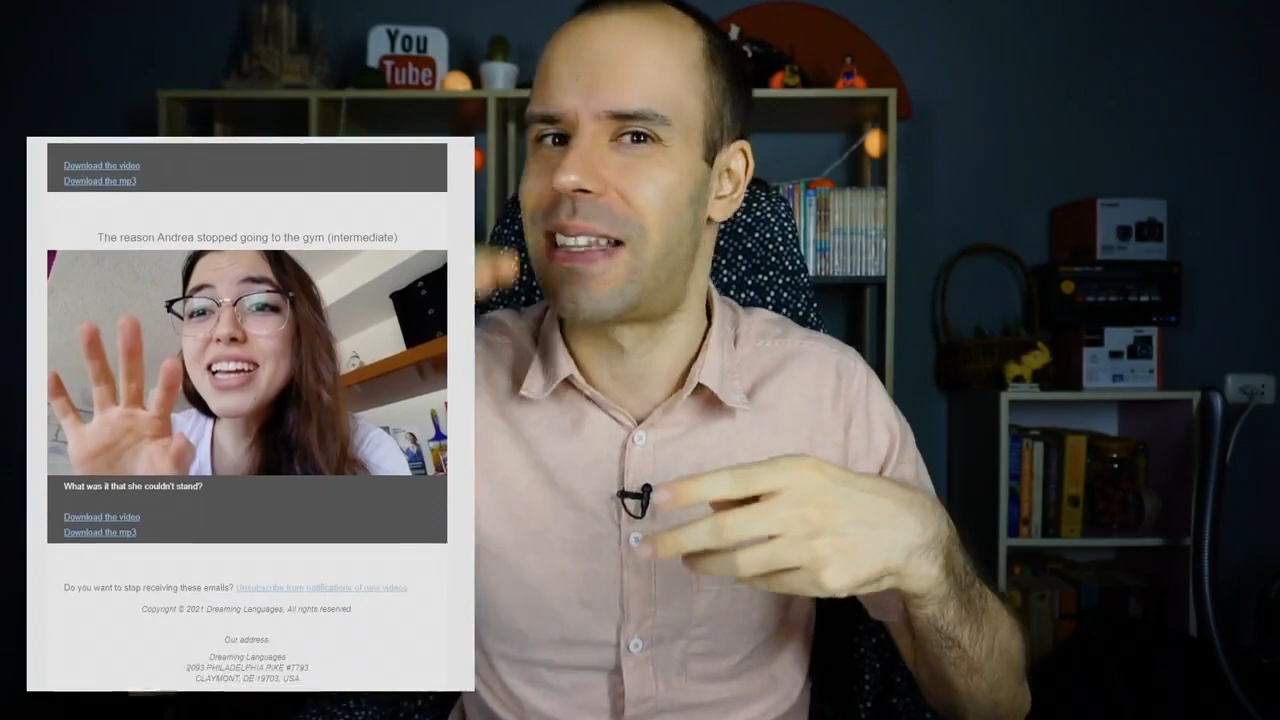 You
Tube
Download the video
Download the mp3
The reason Andrea stopped going to the gym (intermediate)
What was it that she couldn't stand?
Download the video
Download the mp3
Do you want to stop receiving these emails? Unsubscribe from notifications of new videos
Copyright © 2021 Dreaming Languages, All rights reserved
Our address:
Dreaming Languages
2093 PHILADELPHIA PIKE #7793
CLAYMONT, DE 19703, USA